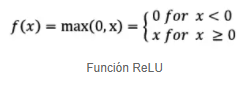 f(x) = max(0, x) = { 0 for x < 0
x for x ≥ 0
Función ReLU